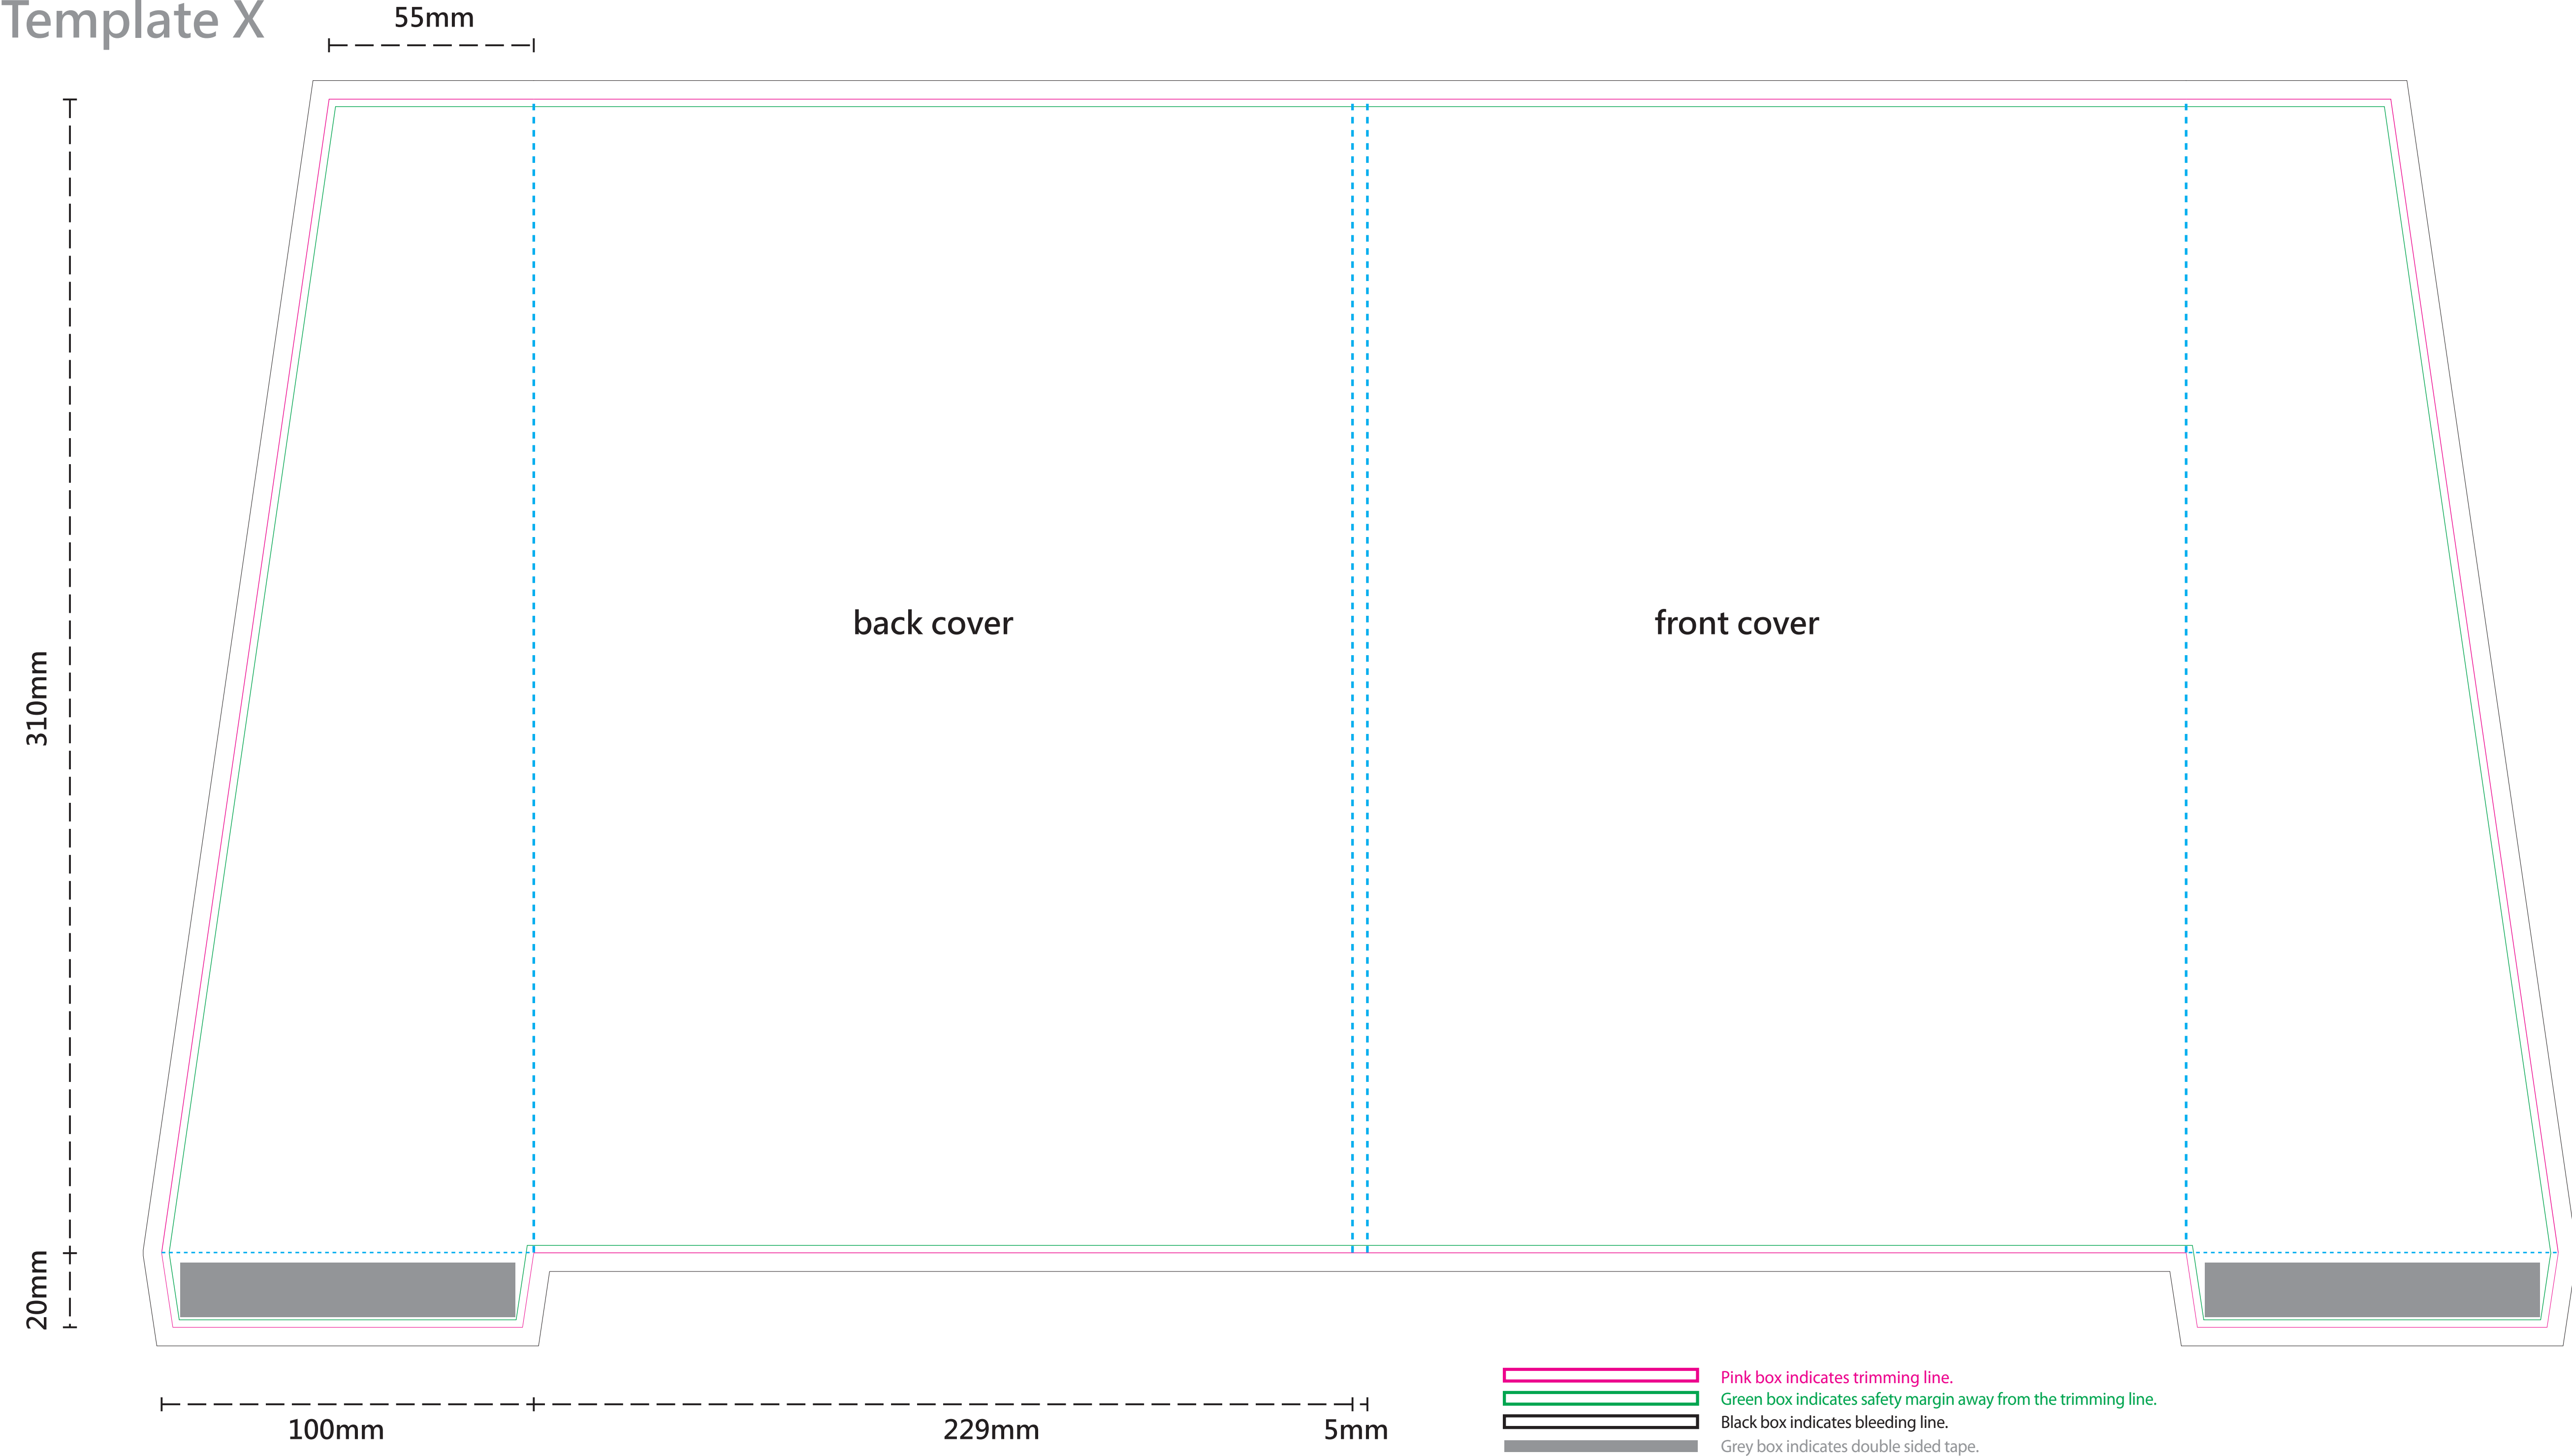 Template X
55mm
310mm
back cover
front cover
20mm
100mm
229mm
5mm
Pink box indicates trimming line.
Green box indicates safety margin away from the trimming line.
Black box indicates bleeding line.
Grey box indicates double sided tape.